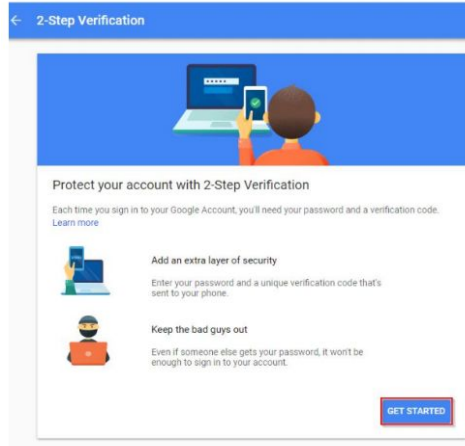 2-Step Verification
Protect your account with 2-Step Verification
Each time you sign in to your Google Account, you'll need your password and a verification code.
Learn more
Add an extra layer of security
Enter your password and a unique verification code that's
sent to your phone.
Keep the bad guys out
Even if someone else gets your password, it won't be
enough to sign in to your account.
GET STARTED